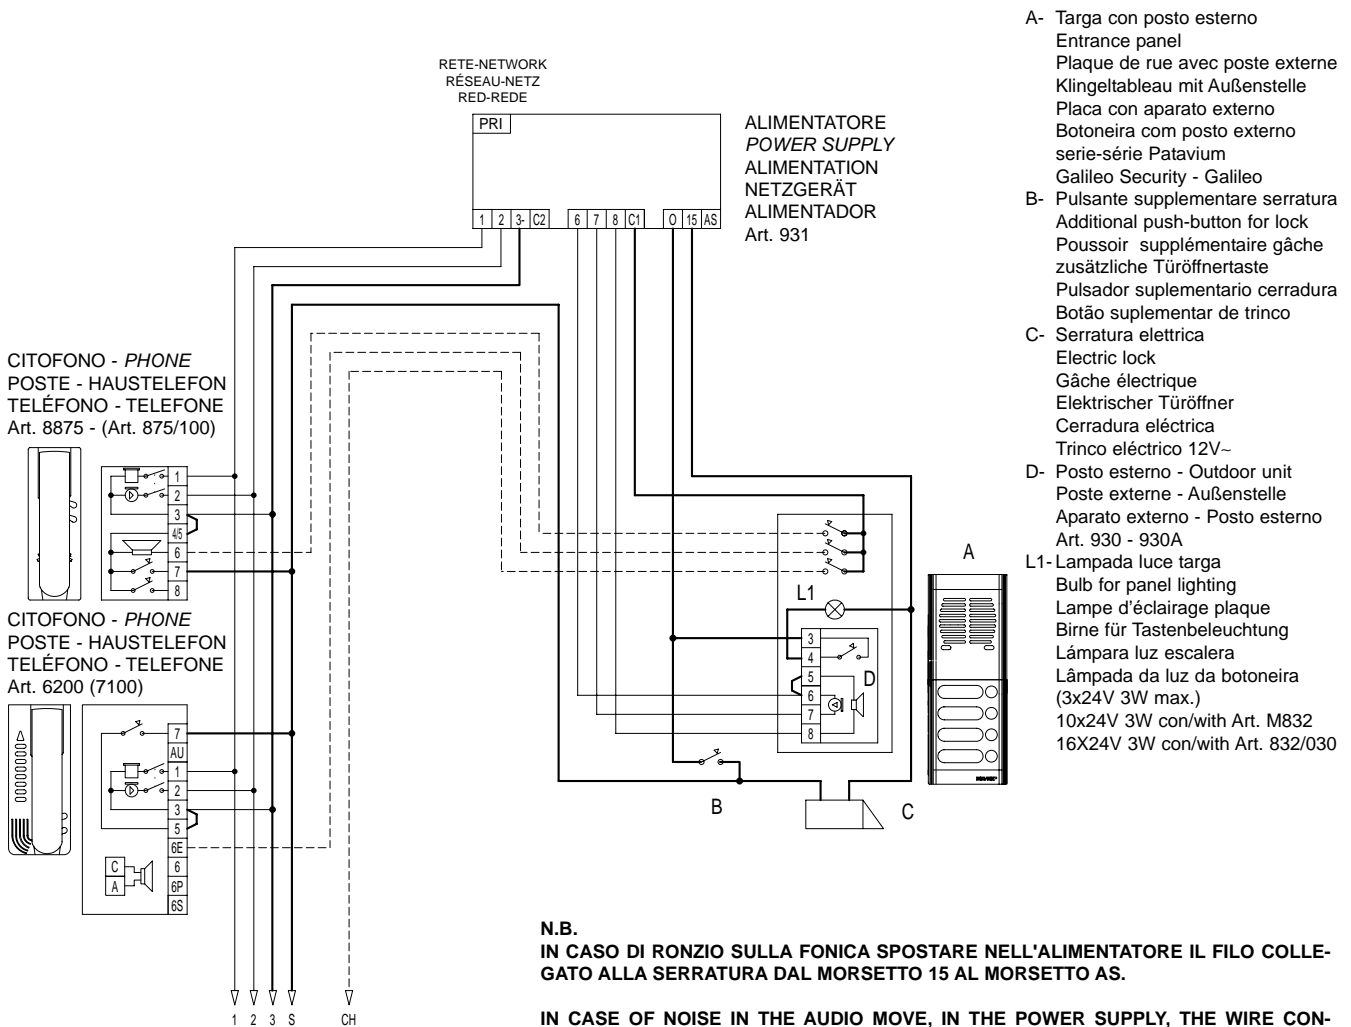 RETE-NETWORK
RÉSEAU-NETZ
RED-REDE
PRI
1 2 3- C2 6 7 8 C1 O 15 AS
ALIMENTATORE
POWER SUPPLY
ALIMENTATION
NETZGERÄT
ALIMENTADOR
Art. 931
CITOFONO - PHONE
POSTE - HAUSTELEFON
TELÉFONO - TELEFONE
Art. 8875 - (Art. 875/100)
1
2
3
4/5
6
7
8
CITOFONO - PHONE
POSTE - HAUSTELEFON
TELÉFONO - TELEFONE
Art. 6200 (7100)
7
AU
1
2
3
5
6E
6
6P
6S
C
A
1 2 3 S CH
L1
3
4
5
6
7
8
D
B
C
A
A- Targa con posto esterno
Entrance panel
Plaque de rue avec poste externe
Klingeltableau mit Außenstelle
Placa con aparato externo
Botoneira com posto externo
serie-série Patavium
Galileo Security - Galileo
B- Pulsante supplementare serratura
Additional push-button for lock
Poussoir supplémentaire gâche
zusätzliche Türöffnertaste
Pulsador suplementario cerradura
Botão suplementar de trinco
C- Serratura elettrica
Electric lock
Gâche électrique
Elektrischer Türöffner
Cerradura eléctrica
Trinco eléctrico 12V~
D- Posto esterno - Outdoor unit
Poste externe - Außenstelle
Aparato externo - Posto esterno
Art. 930 - 930A
L1- Lampada luce targa
Bulb for panel lighting
Lampe d'éclairage plaque
Birne für Tastenbeleuchtung
Lámpara luz escalera
Lâmpada da luz da botoneira
(3x24V 3W max.)
10x24V 3W con/with Art. M832
16X24V 3W con/with Art. 832/030
N.B.
IN CASO DI RONZIO SULLA FONICA SPOSTARE NELL'ALIMENTATORE IL FILO COLLE-
GATO ALLA SERRATURA DAL MORSETTO 15 AL MORSETTO AS.
IN CASE OF NOISE IN THE AUDIO MOVE, IN THE POWER SUPPLY, THE WIRE CON-